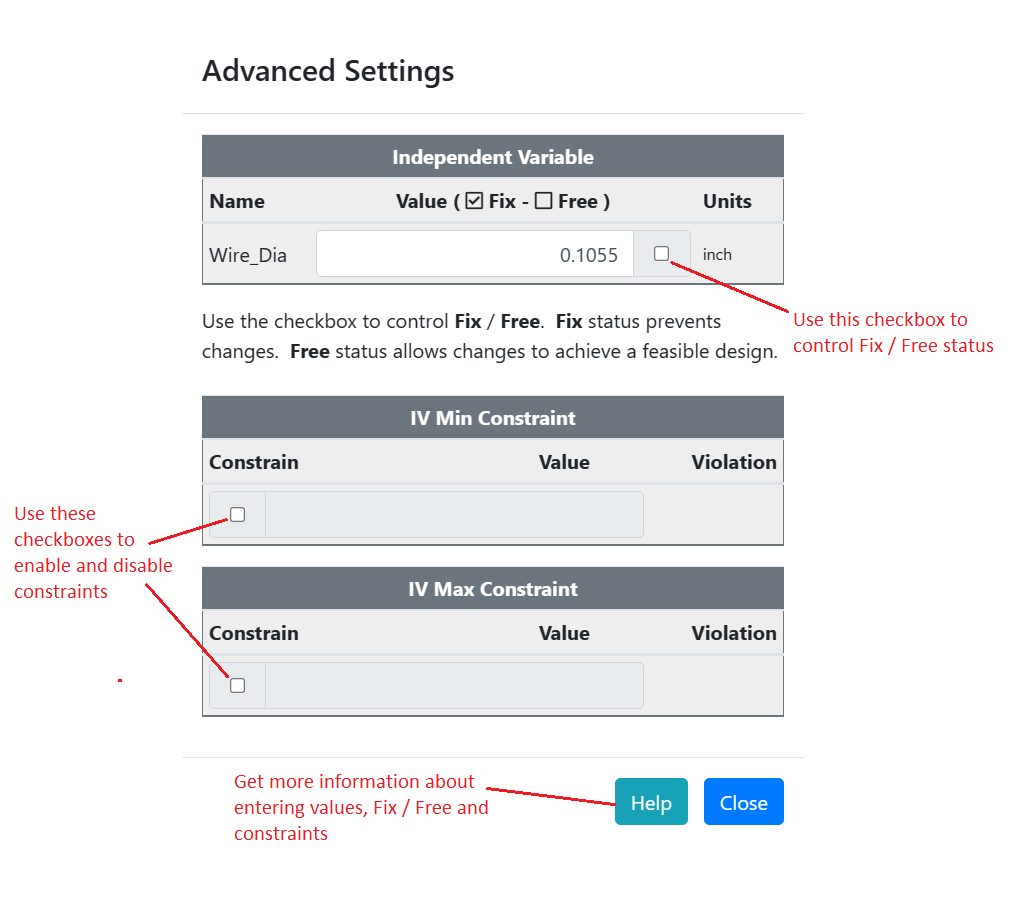 Advanced Settings
Independent Variable
Name Value ( ☑ Fix - ☐ Free ) Units
Wire_Dia 0.1055 inch
Use the checkbox to control Fix / Free. Fix status prevents
changes. Free status allows changes to achieve a feasible design.
Use this checkbox to
control Fix / Free status
IV Min Constraint
Constrain Value Violation
Use these
checkboxes to
enable and disable
constraints
IV Max Constraint
Constrain Value Violation
Get more information about
entering values, Fix / Free and
constraints
Help Close